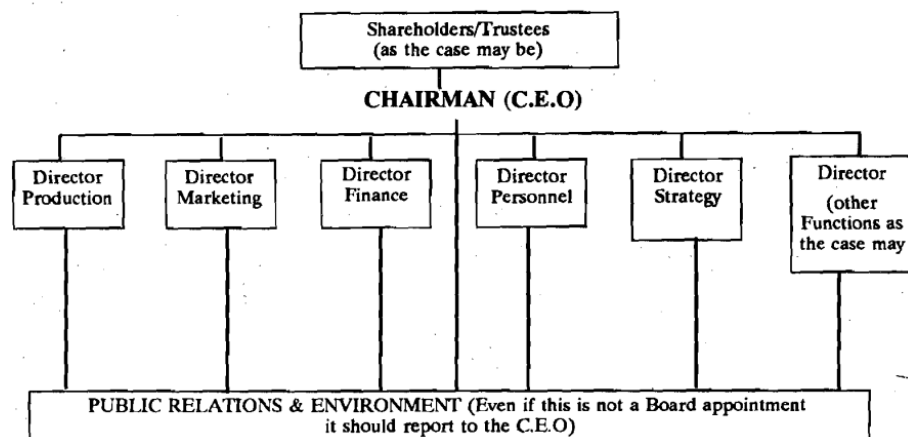 Shareholders/Trustees
(as the case may be)
CHAIRMAN (C.E.O)
Director
Production
Director
Marketing
Director
Finance
Director
Personnel
Director
Strategy
Director
(other
Functions as
the case may
PUBLIC RELATIONS & ENVIRONMENT (Even if this is not a Board appointment
it should report to the C.E.O)